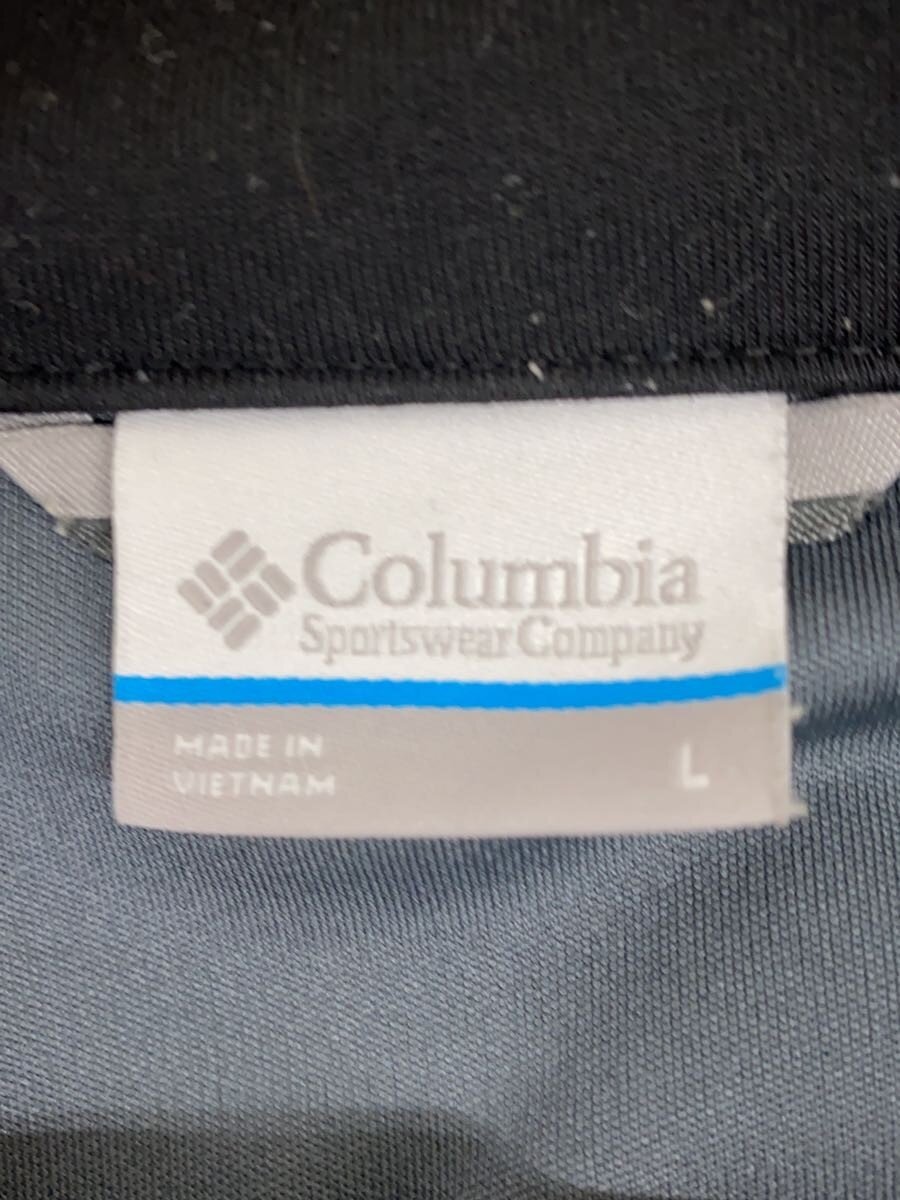 Columbia
Sportswear Company
MADE IN
VIETNAM
L